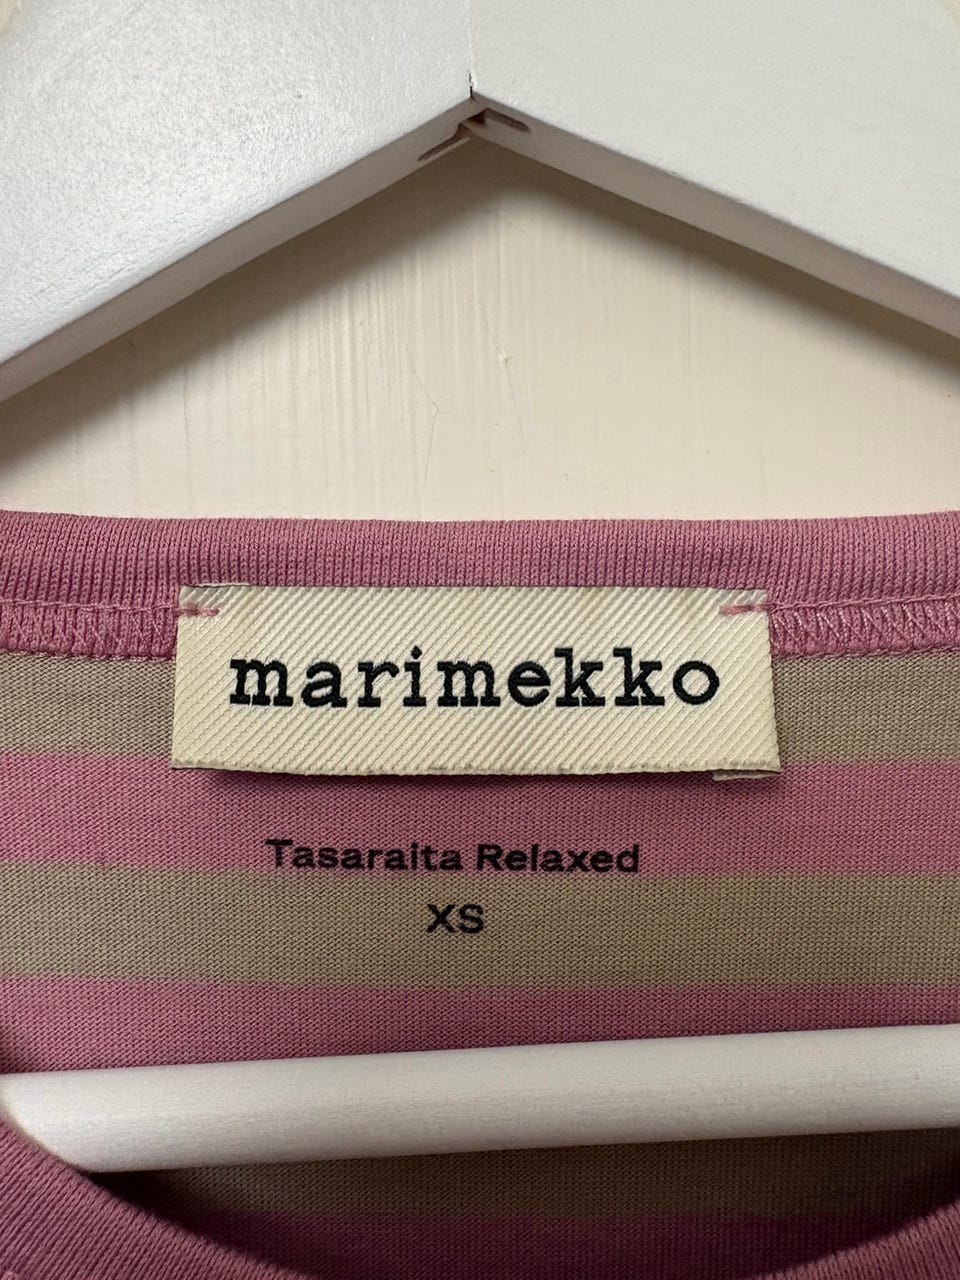 marimekko
Tasaraita Relaxed
XS